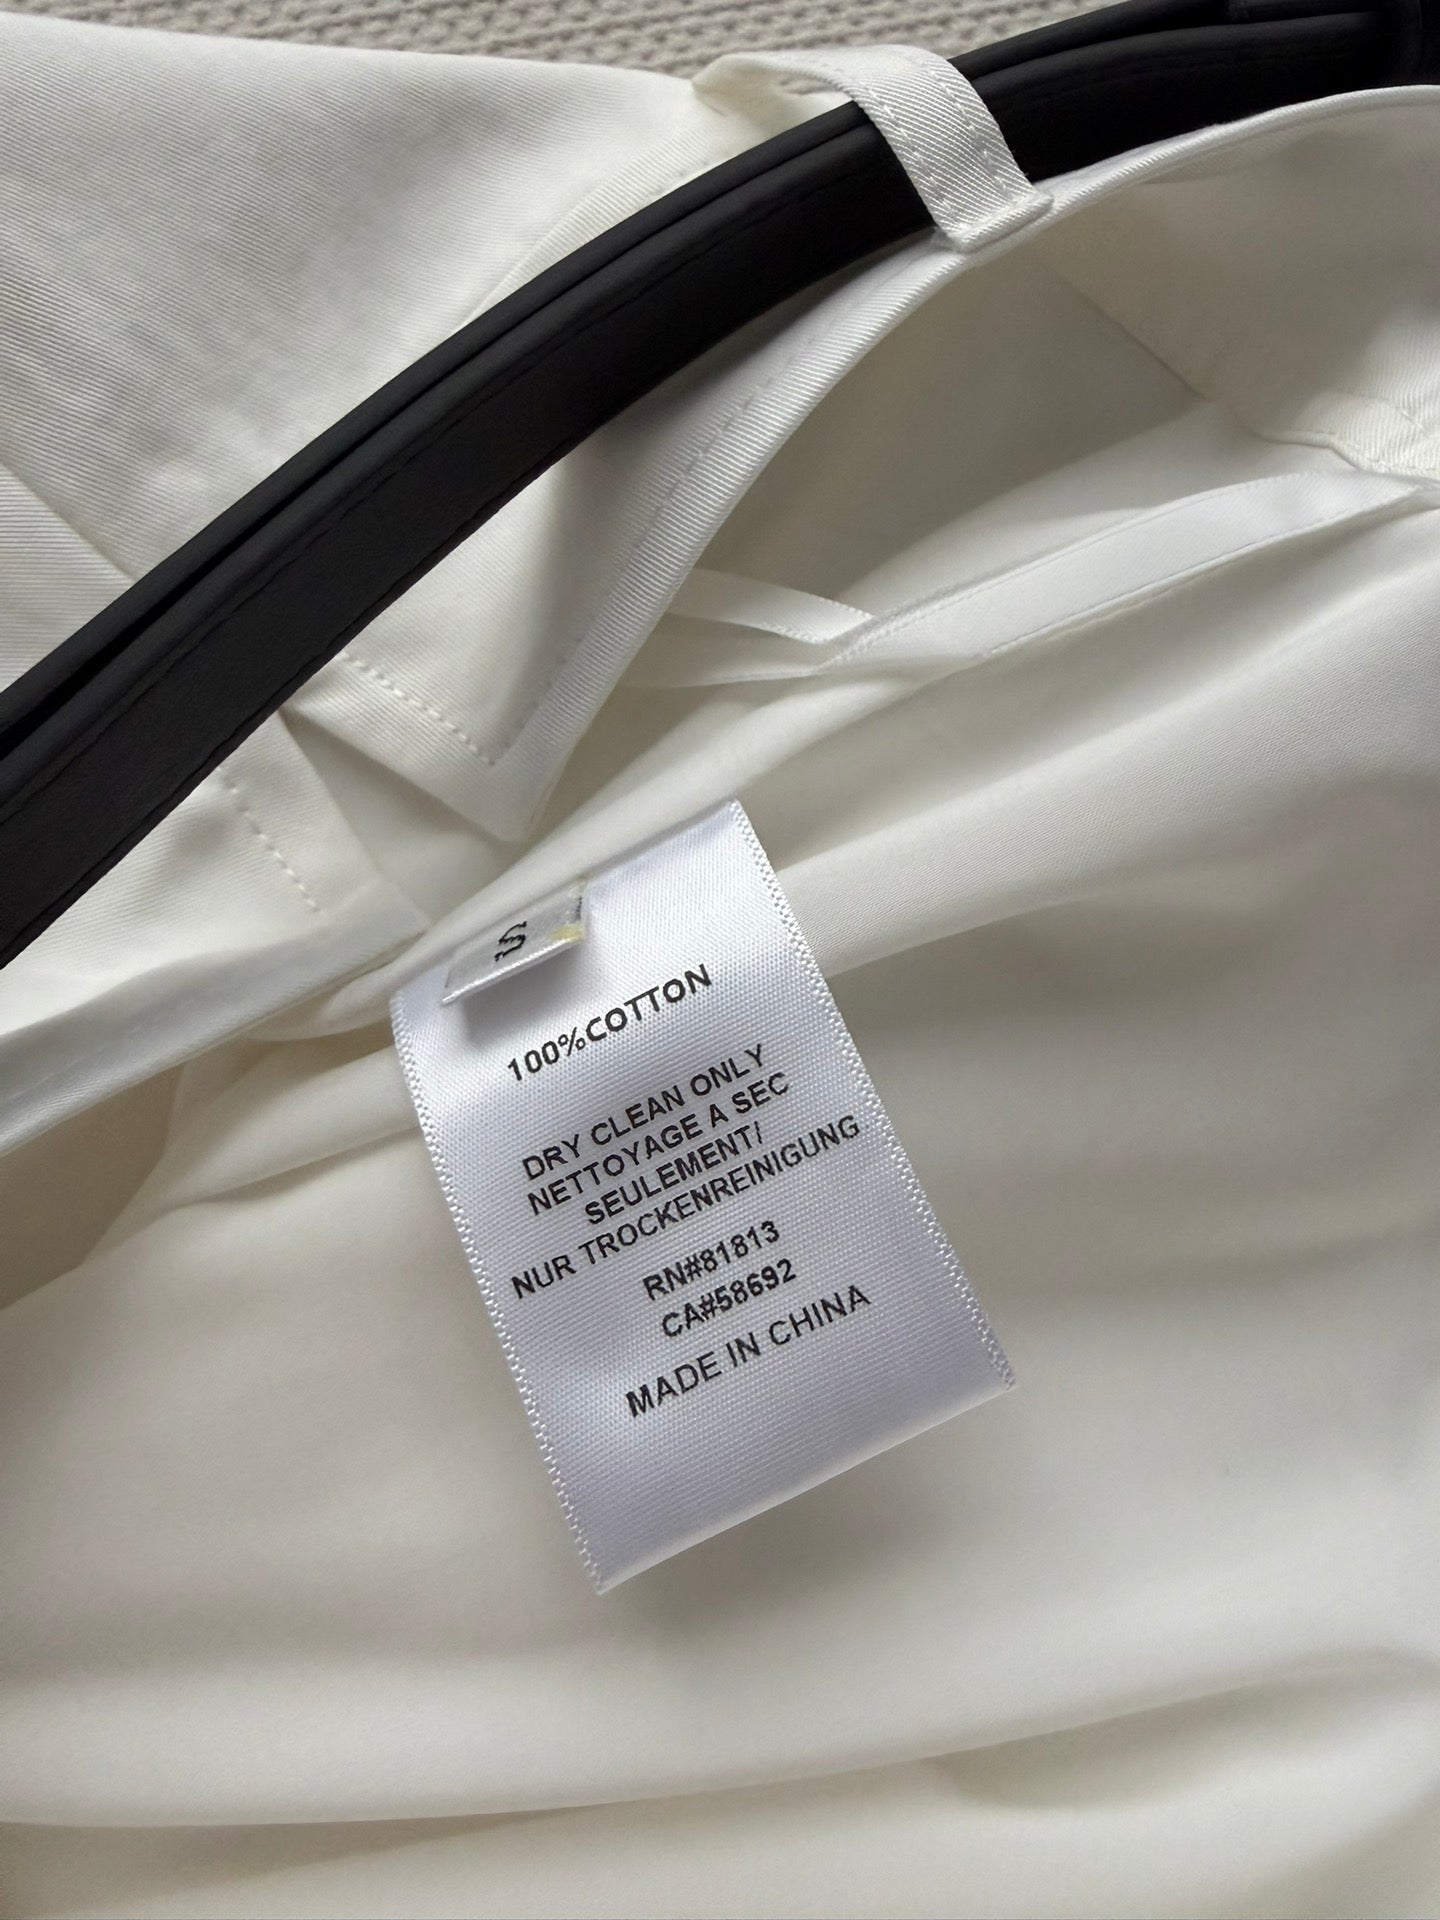 S
100%COTTON
DRY CLEAN ONLY
NETTOYAGE A SEC
SEULEMENT/
NUR TROCKENREINIGUNG
RN#81813
CA#58692
MADE IN CHINA